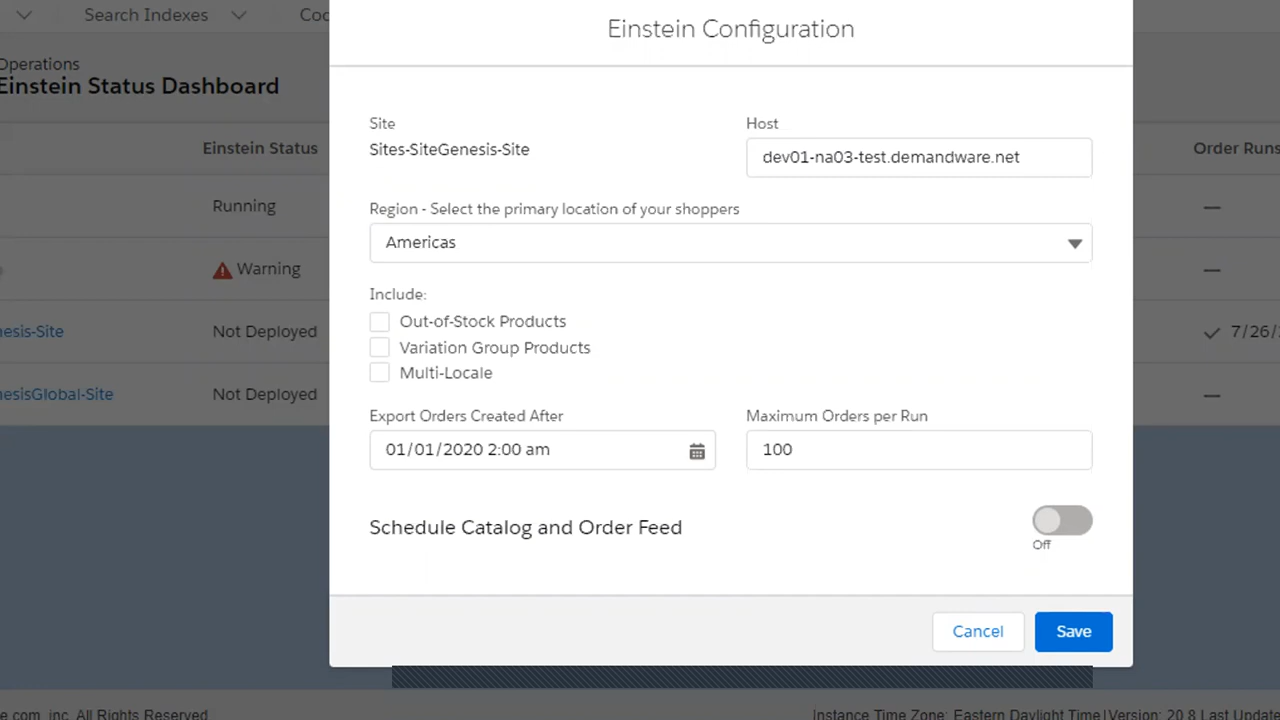 Search Indexes
Einstein Configuration
Operations
Einstein Status Dashboard
Site
Host
Sites-SiteGenesis-Site
dev01-na03-test.demandware.net
Einstein Status
Order Runs
Region - Select the primary location of your shoppers
Running
—
Americas
Warning
—
Include:
Out-of-Stock Products
esis-Site
Not Deployed
7/26/
Variation Group Products
Multi-Locale
esisGlobal-Site
Not Deployed
—
Export Orders Created After
Maximum Orders per Run
01/01/2020 2:00 am
100
Schedule Catalog and Order Feed
Off
Cancel
Save
e.com, inc. All Rights Reserved
Instance Time Zone: Eastern Daylight Time | Version: 20.8 Last Update